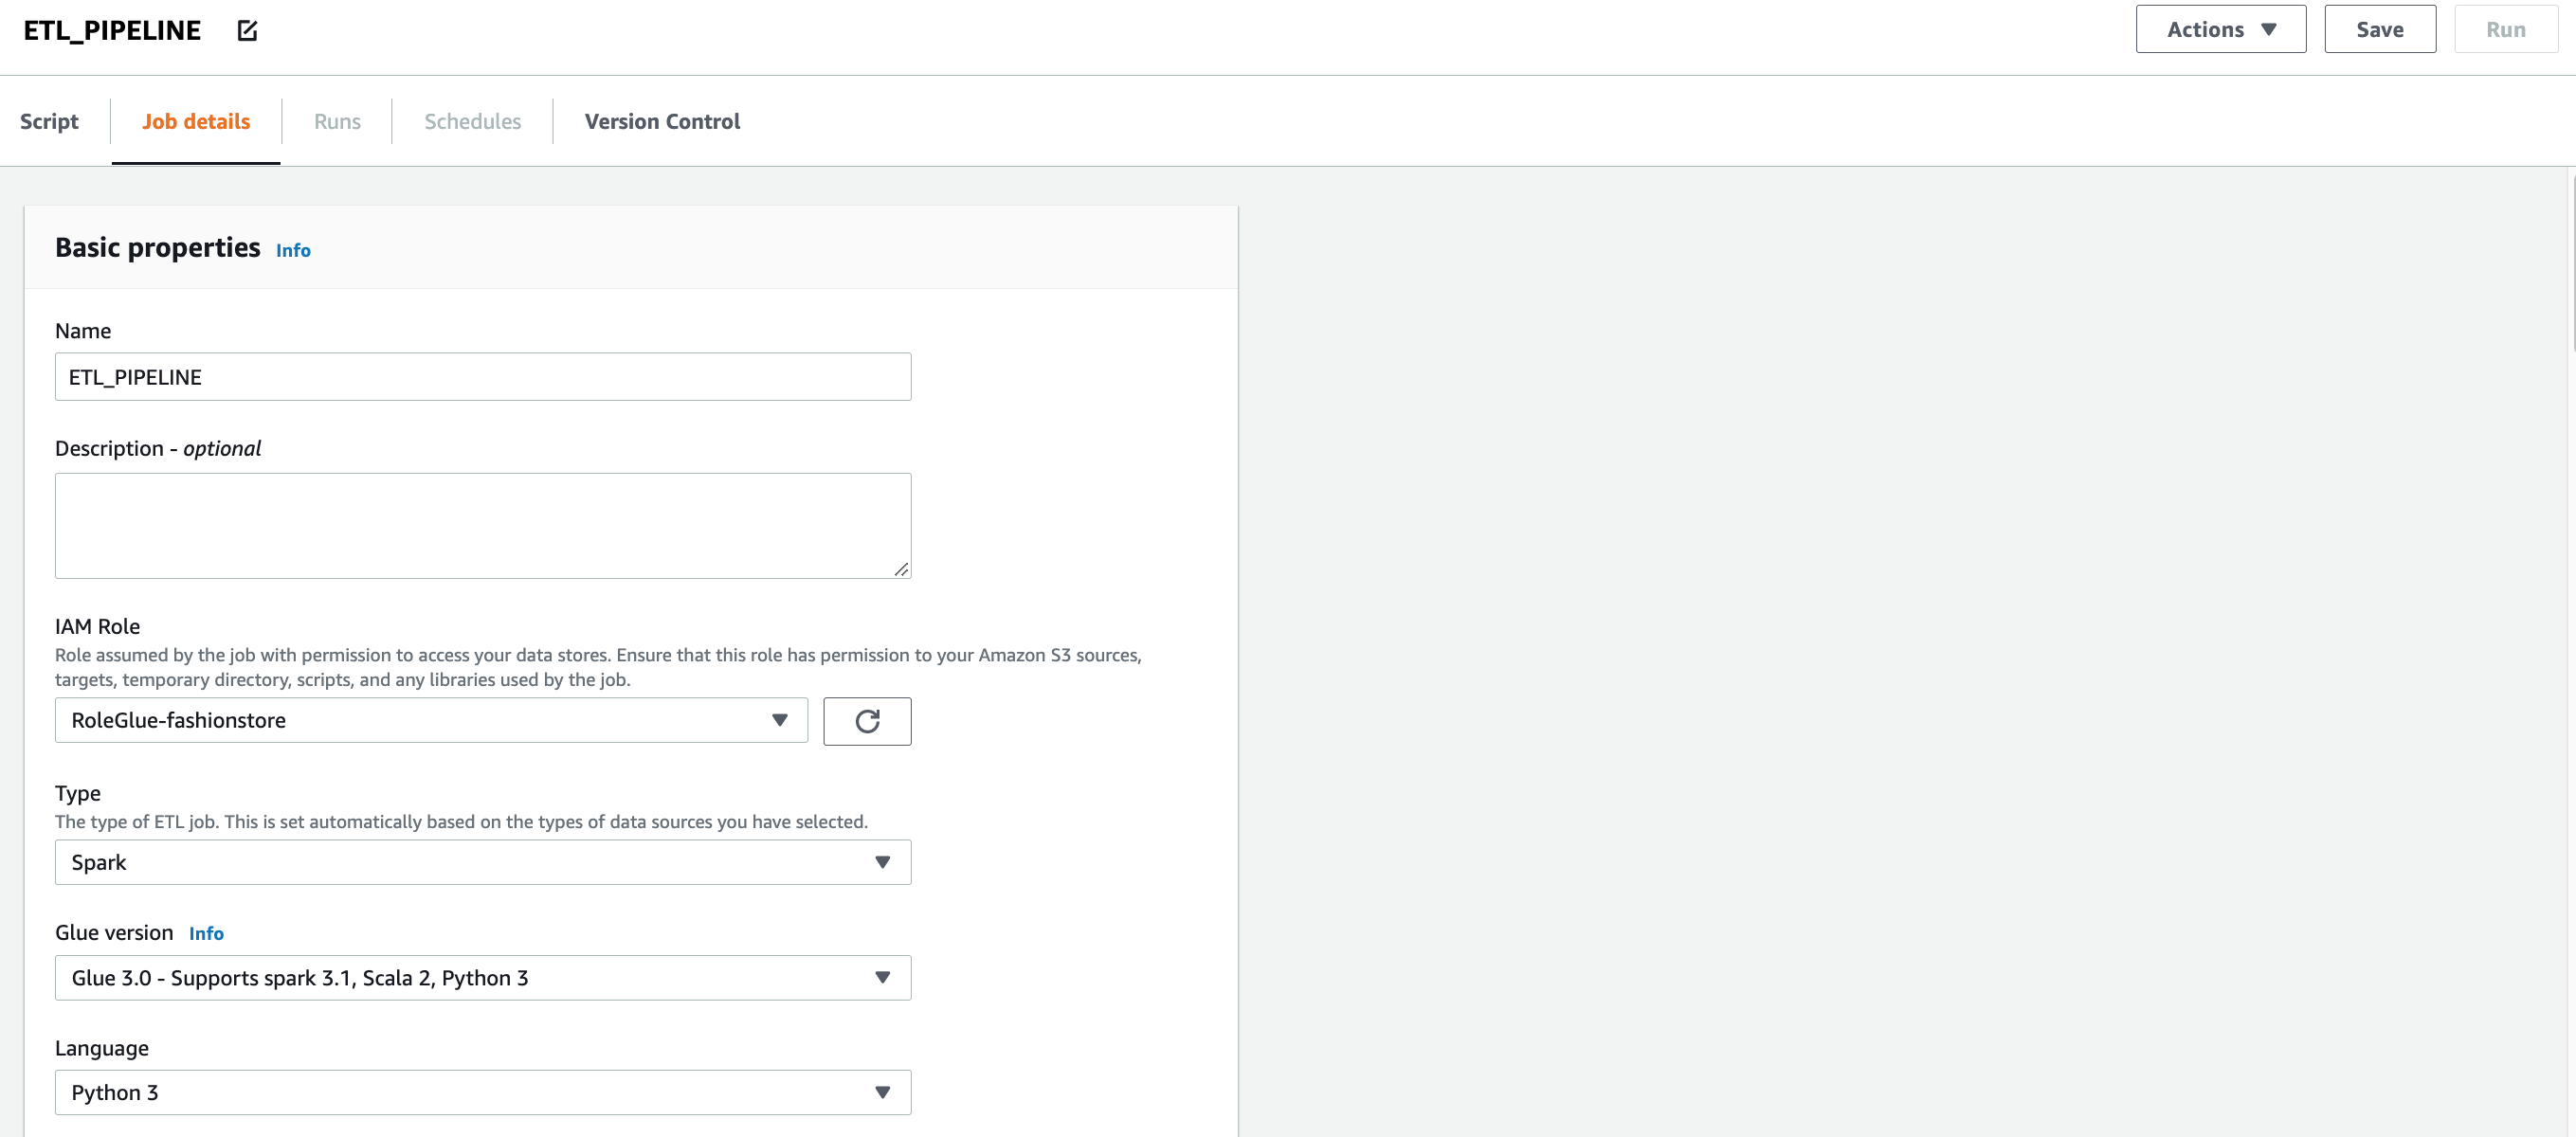 ETL_PIPELINE
Actions
Save
Run
Script
Job details
Runs
Schedules
Version Control
Basic properties Info
Name
ETL_PIPELINE
Description - optional
IAM Role
Role assumed by the job with permission to access your data stores. Ensure that this role has permission to your Amazon S3 sources,
targets, temporary directory, scripts, and any libraries used by the job.
RoleGlue-fashionstore
Type
The type of ETL job. This is set automatically based on the types of data sources you have selected.
Spark
Glue version Info
Glue 3.0 - Supports spark 3.1, Scala 2, Python 3
Language
Python 3